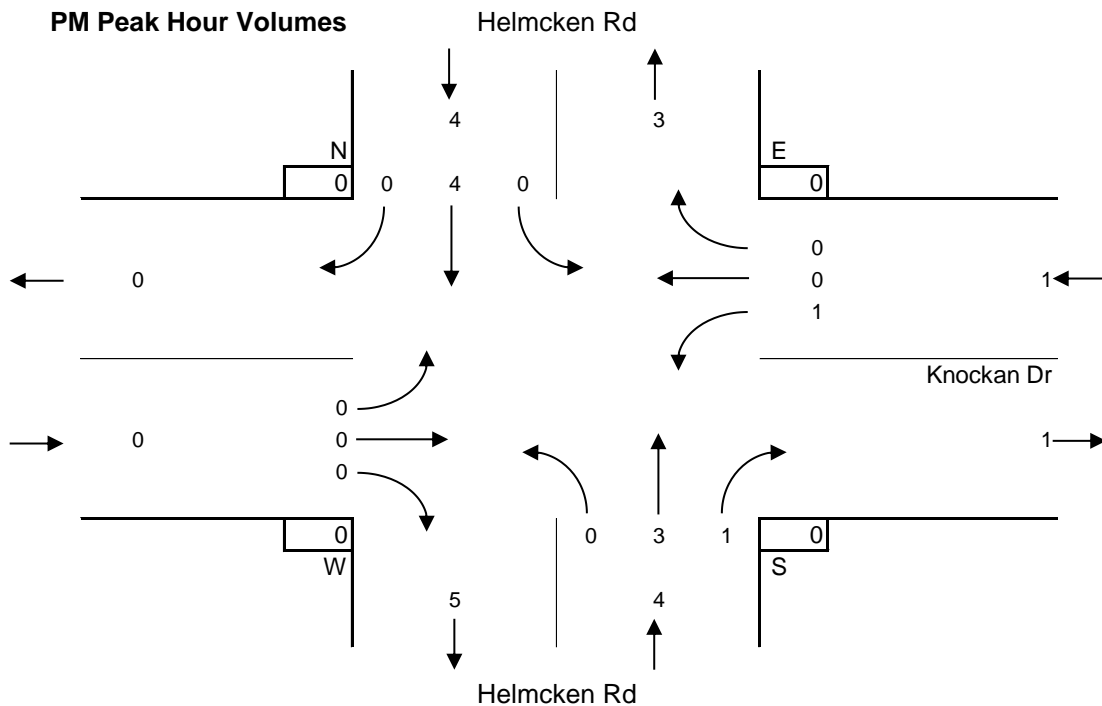 PM Peak Hour Volumes Helmcken Rd
4 3
N E
0 0 4 0 0
0
0 0 1
1
Knockan Dr
0
0 0 1
0
0 0 3 1 0
W S
5 4
Helmcken Rd